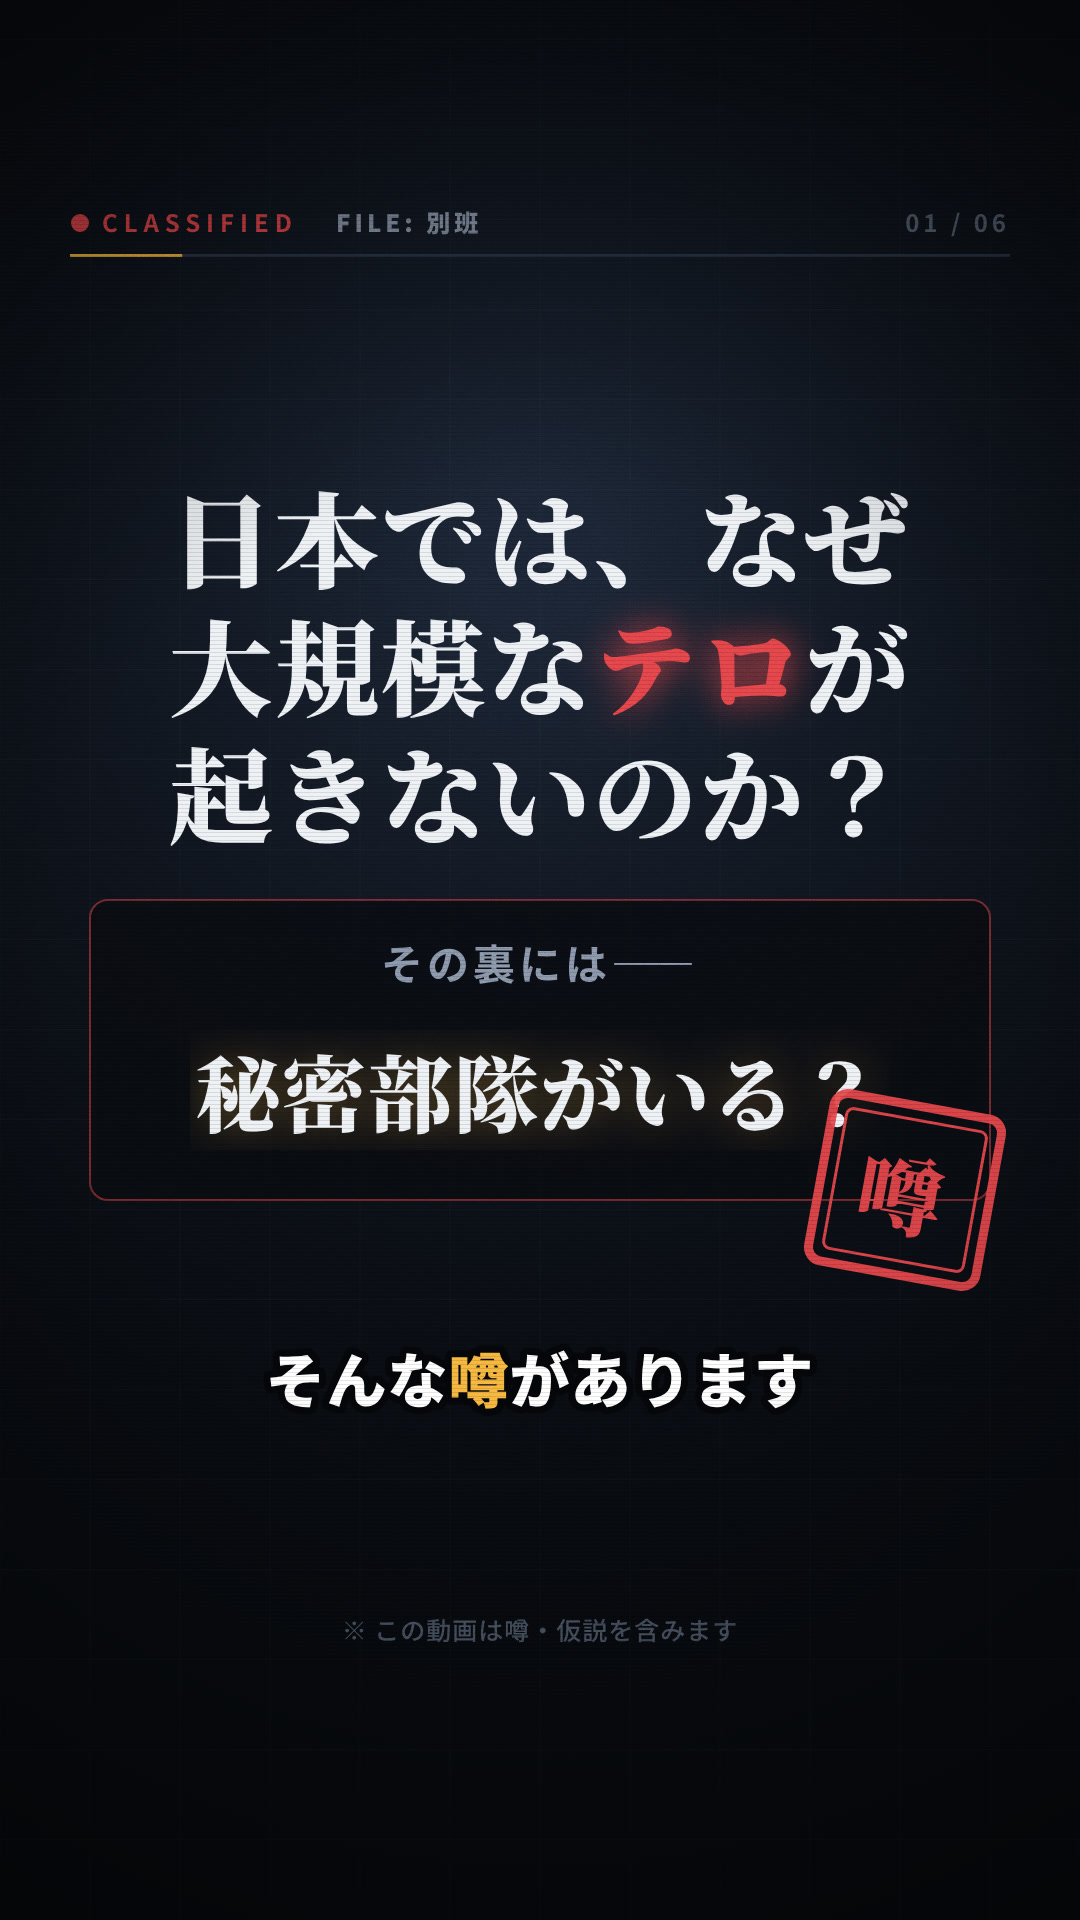 CLASSIFIED FILE: 別班 01 / 06
日本では、なぜ
大規模なテロが
起きないのか？
その裏には──
秘密部隊がいる？
噂
そんな噂があります
※ この動画は噂・仮説を含みます